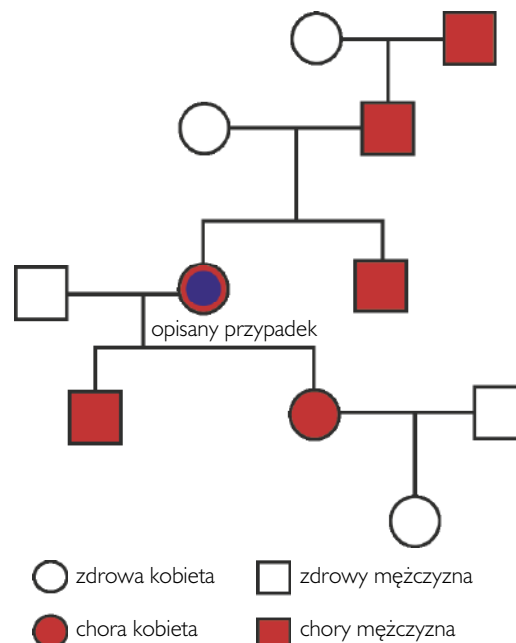 opisany przypadek
zdrowa kobieta
zdrowy mężczyzna
chora kobieta
chory mężczyzna